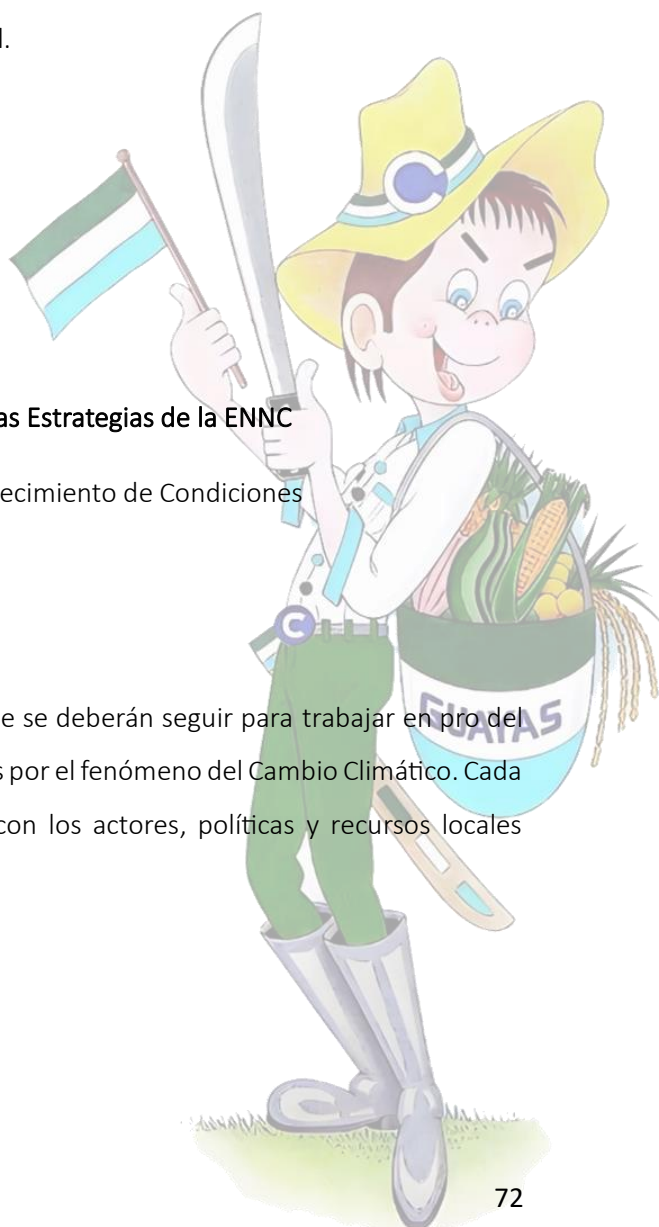 l.
C
as Estrategias de la ENNC
ecimiento de Condiciones
C
e se deberán seguir para trabajar en pro del
GUAYAS
s por el fenómeno del Cambio Climático. Cada
con los actores, políticas y recursos locales
72